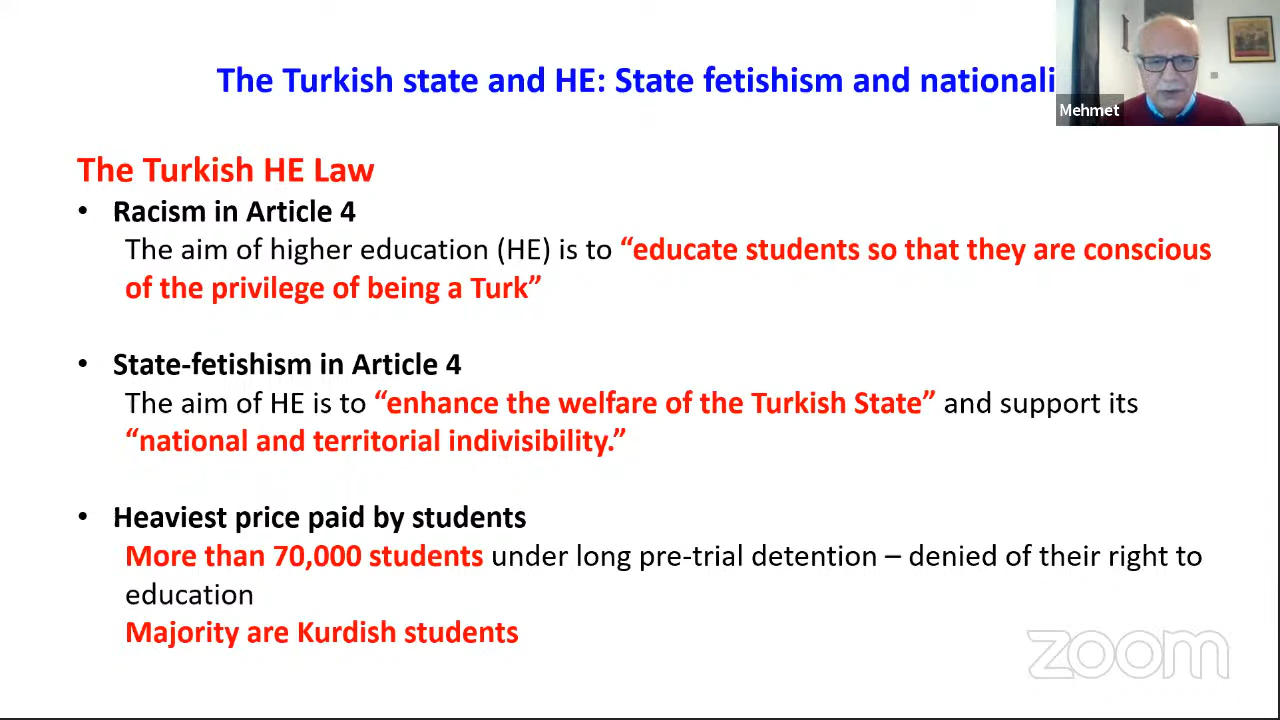 The Turkish state and HE: State fetishism and nationali
Mehmet
The Turkish HE Law
• Racism in Article 4
The aim of higher education (HE) is to “educate students so that they are conscious
of the privilege of being a Turk”
• State-fetishism in Article 4
The aim of HE is to “enhance the welfare of the Turkish State” and support its
“national and territorial indivisibility.”
• Heaviest price paid by students
More than 70,000 students under long pre-trial detention – denied of their right to
education
Majority are Kurdish students
zoom